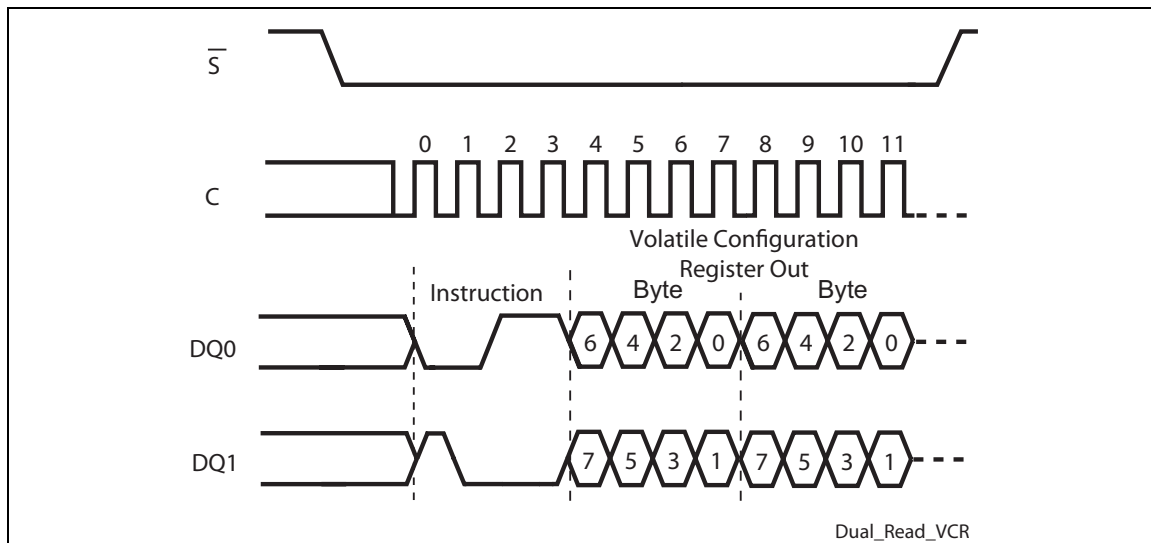 S
0 1 2 3 4 5 6 7 8 9 10 11
C
Volatile Configuration
Register Out
Instruction Byte Byte
DQ0 6 4 2 0 6 4 2 0
DQ1 7 5 3 1 7 5 3 1
Dual_Read_VCR